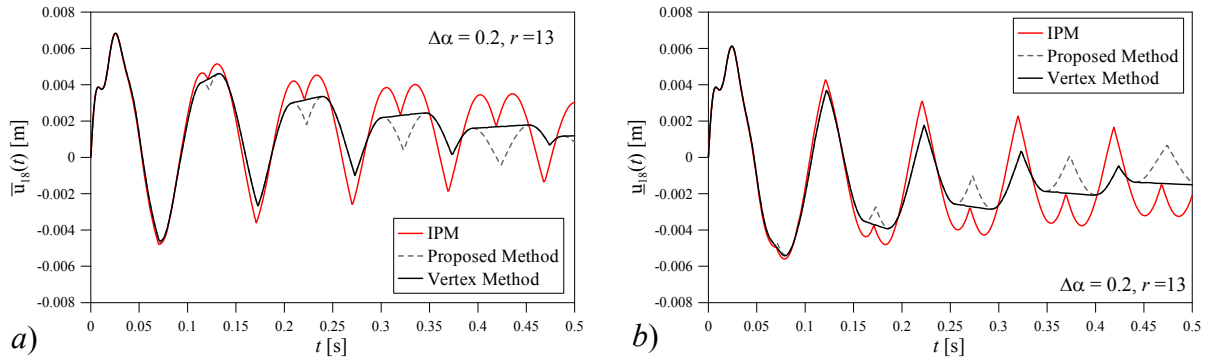 0.008
0.006
0.004
0.002
0
-0.002
-0.004
-0.006
-0.008
u̅₁₈(t) [m]
Δα = 0.2, r =13
IPM
Proposed Method
Vertex Method
0 0.05 0.1 0.15 0.2 0.25 0.3 0.35 0.4 0.45 0.5
t [s]
a)
0.008
0.006
0.004
0.002
0
-0.002
-0.004
-0.006
-0.008
u̲₁₈(t) [m]
IPM
Proposed Method
Vertex Method
Δα = 0.2, r =13
0 0.05 0.1 0.15 0.2 0.25 0.3 0.35 0.4 0.45 0.5
t [s]
b)